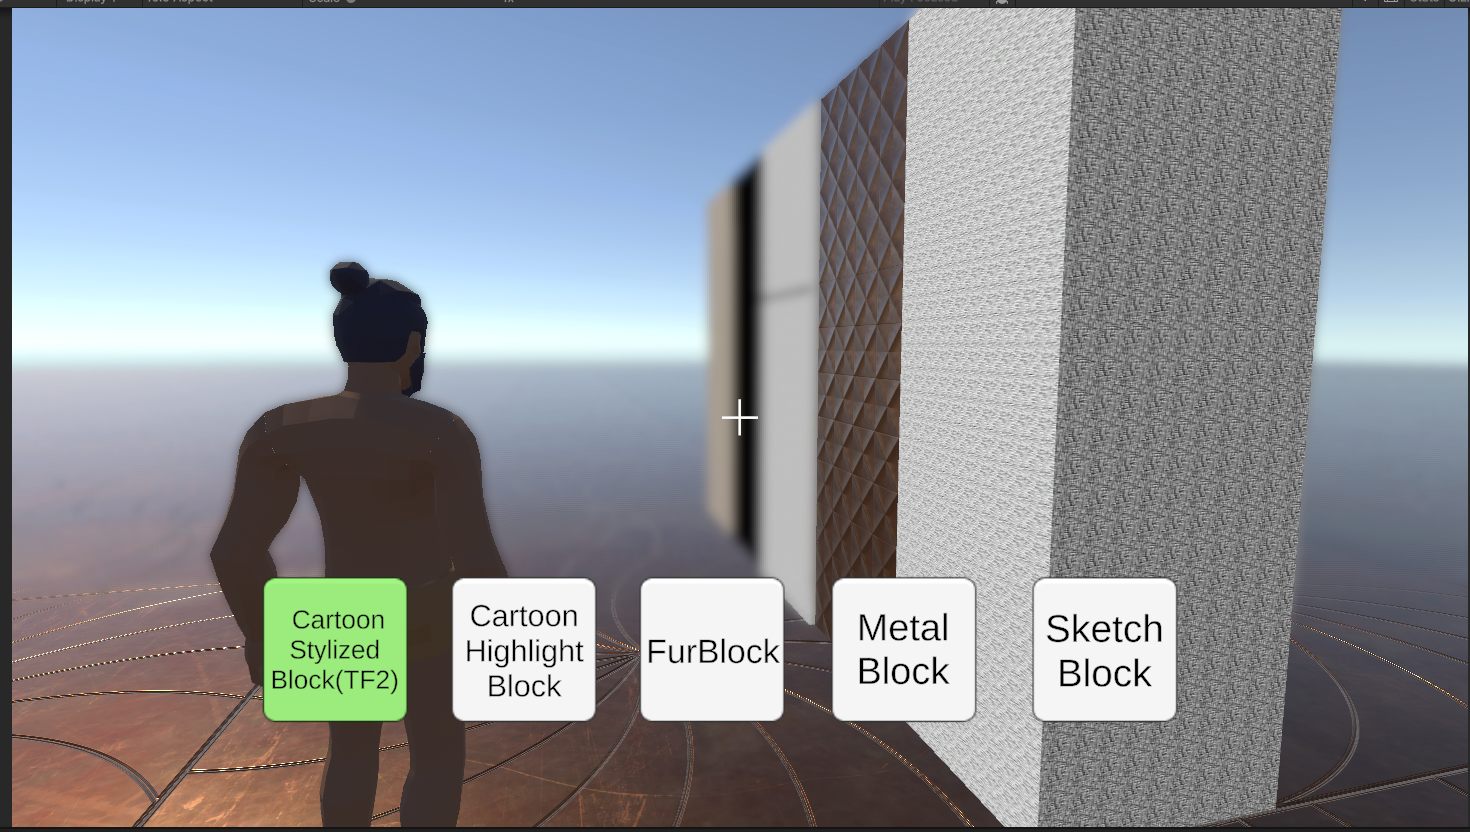 Cartoon
Stylized
Block(TF2)
Cartoon
Highlight
Block
FurBlock
Metal
Block
Sketch
Block